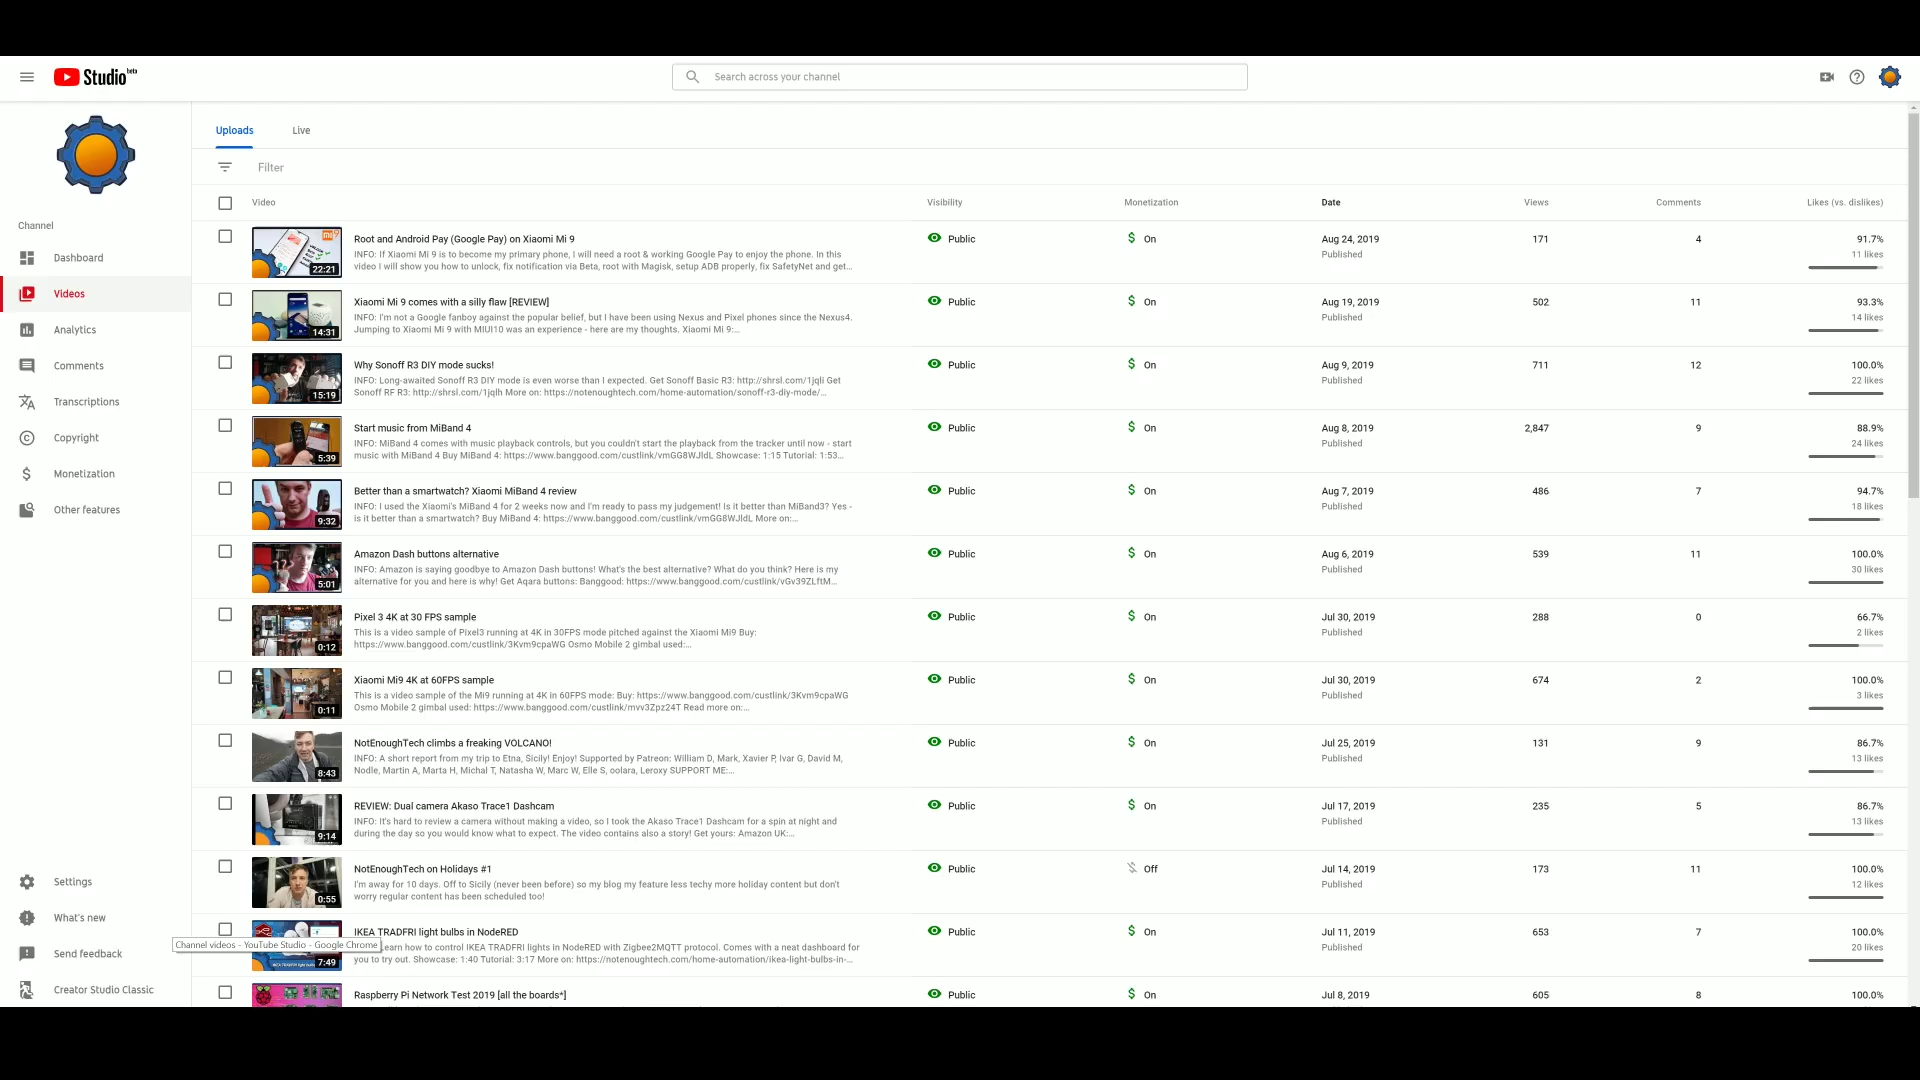 Studio beta
Search across your channel
Uploads
Live
Filter
Channel
Dashboard
Videos
Analytics
Comments
Transcriptions
Copyright
Monetization
Other features
Settings
What's new
Send feedback
Creator Studio Classic
Video Visibility Monetization Date Views Comments Likes (vs. dislikes)
Root and Android Pay (Google Pay) on Xiaomi Mi 9 Public On Aug 24, 2019 171 4 91.7%
INFO: If Xiaomi Mi 9 is to become my primary phone, I will need a root & working Google Pay to enjoy the phone. In this Published 11 likes
video I will show you how to unlock, fix notification via Beta, root with Magisk, setup ADB properly, fix SafetyNet and get...
22:21
Xiaomi Mi 9 comes with a silly flaw [REVIEW] Public On Aug 19, 2019 502 11 93.3%
INFO: I'm not a Google fanboy against the popular belief, but I have been using Nexus and Pixel phones since the Nexus4. Published 14 likes
Jumping to Xiaomi Mi 9 with MIUI10 was an experience - here are my thoughts. Xiaomi Mi 9:...
14:31
Why Sonoff R3 DIY mode sucks! Public On Aug 9, 2019 711 12 100.0%
INFO: Long-awaited Sonoff R3 DIY mode is even worse than I expected. Get Sonoff Basic R3: http://shrsl.com/1jqli Get Published 22 likes
Sonoff RF R3: http://shrsl.com/1jqlh More on: https://notenoughtech.com/home-automation/sonoff-r3-diy-mode/...
15:19
Start music from MiBand 4 Public On Aug 8, 2019 2,847 9 88.9%
INFO: MiBand 4 comes with music playback controls, but you couldn't start the playback from the tracker until now - start Published 24 likes
music with MiBand 4 Buy MiBand 4: https://www.banggood.com/custlink/vmGG8WJldL Showcase: 1:15 Tutorial: 1:53...
5:39
Better than a smartwatch? Xiaomi MiBand 4 review Public On Aug 7, 2019 486 7 94.7%
INFO: I used the Xiaomi's MiBand 4 for 2 weeks now and I'm ready to pass my judgement! Is it better than MiBand3? Yes - Published 18 likes
is it better than a smartwatch? Buy MiBand 4: https://www.banggood.com/custlink/vmGG8WJldL More on:...
9:32
Amazon Dash buttons alternative Public On Aug 6, 2019 539 11 100.0%
INFO: Amazon is saying goodbye to Amazon Dash buttons! What's the best alternative? What do you think? Here is my Published 30 likes
alternative for you and here is why! Get Aqara buttons: Banggood: https://www.banggood.com/custlink/vGv39ZLftM...
5:01
Pixel 3 4K at 30 FPS sample Public On Jul 30, 2019 288 0 66.7%
This is a video sample of Pixel3 running at 4K in 30FPS mode pitched against the Xiaomi Mi9 Buy: Published 2 likes
https://www.banggood.com/custlink/3Kvm9cpaWG Osmo Mobile 2 gimbal used:...
0:12
Xiaomi Mi9 4K at 60FPS sample Public On Jul 30, 2019 674 2 100.0%
This is a video sample of the Mi9 running at 4K in 60FPS mode: Buy: https://www.banggood.com/custlink/3Kvm9cpaWG Published 3 likes
Osmo Mobile 2 gimbal used: https://www.banggood.com/custlink/mvv3Zpz24T Read more on:...
0:11
NotEnoughTech climbs a freaking VOLCANO! Public On Jul 25, 2019 131 9 86.7%
INFO: A short report from my trip to Etna, Sicily! Enjoy! Supported by Patreon: William D, Mark, Xavier P, Ivar G, David M, Published 13 likes
Nodle, Martin A, Marta H, Michal T, Natasha W, Marc W, Elle S, oolara, Leroxy SUPPORT ME:...
8:43
REVIEW: Dual camera Akaso Trace1 Dashcam Public On Jul 17, 2019 235 5 86.7%
INFO: It's hard to review a camera without making a video, so I took the Akaso Trace1 Dashcam for a spin at night and Published 13 likes
during the day so you would know what to expect. The video contains also a story! Get yours: Amazon UK:...
9:14
NotEnoughTech on Holidays #1 Public Off Jul 14, 2019 173 11 100.0%
I'm away for 10 days. Off to Sicily (never been before) so my blog my feature less techy more holiday content but don't Published 12 likes
worry regular content has been scheduled too!
0:55
IKEA TRADFRI light bulbs in NodeRED Public On Jul 11, 2019 653 7 100.0%
earn how to control IKEA TRADFRI lights in NodeRED with Zigbee2MQTT protocol. Comes with a neat dashboard for Published 20 likes
you to try out. Showcase: 1:40 Tutorial: 3:17 More on: https://notenoughtech.com/home-automation/ikea-light-bulbs-in-...
7:49
Channel videos - YouTube Studio - Google Chrome
Raspberry Pi Network Test 2019 [all the boards*] Public On Jul 8, 2019 605 8 100.0%